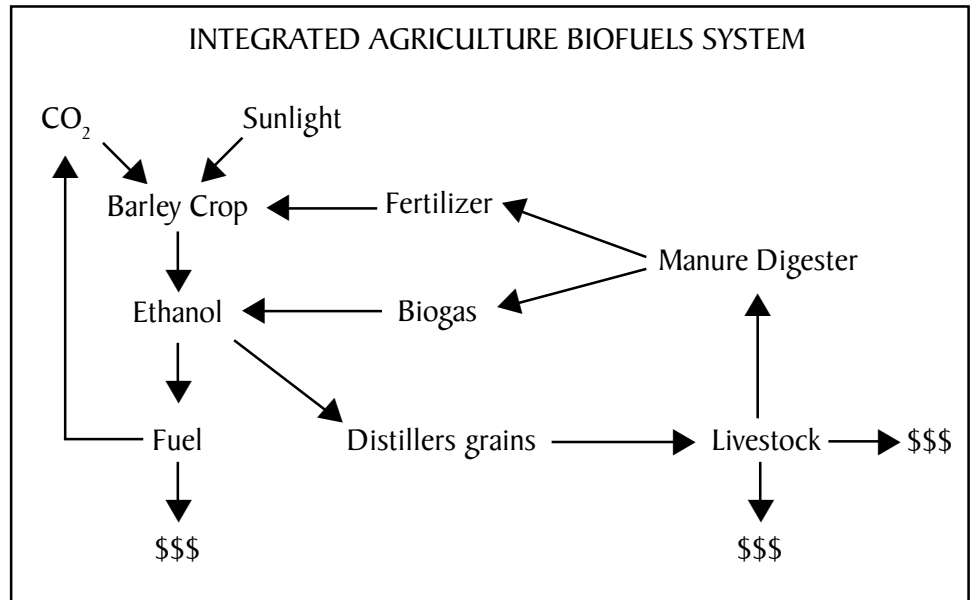 INTEGRATED AGRICULTURE BIOFUELS SYSTEM
CO₂
Sunlight
Barley Crop
Fertilizer
Manure Digester
Ethanol
Biogas
Fuel
Distillers grains
Livestock
$$$
$$$
$$$